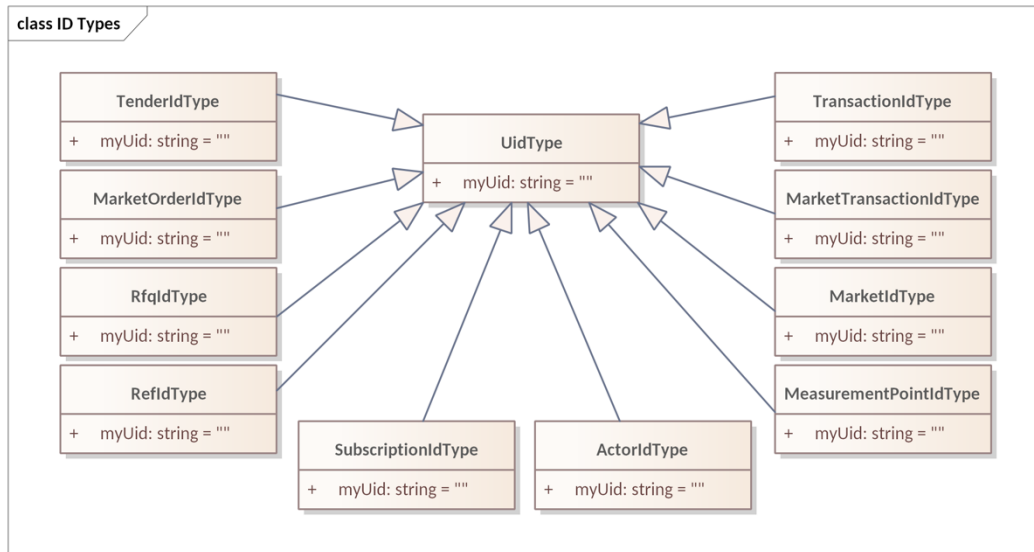 class ID Types
TenderIdType
+ myUid: string = ""
MarketOrderIdType
+ myUid: string = ""
RfqIdType
+ myUid: string = ""
RefIdType
+ myUid: string = ""
UidType
+ myUid: string = ""
SubscriptionIdType
+ myUid: string = ""
ActorIdType
+ myUid: string = ""
TransactionIdType
+ myUid: string = ""
MarketTransactionIdType
+ myUid: string = ""
MarketIdType
+ myUid: string = ""
MeasurementPointIdType
+ myUid: string = ""